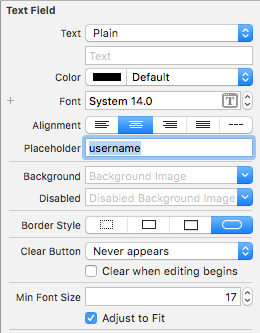 Text Field
Text Plain
Text
Color Default
+ Font System 14.0 T
Alignment
Placeholder username
Background Background Image
Disabled Disabled Background Image
Border Style
Clear Button Never appears
Clear when editing begins
Min Font Size 17
Adjust to Fit